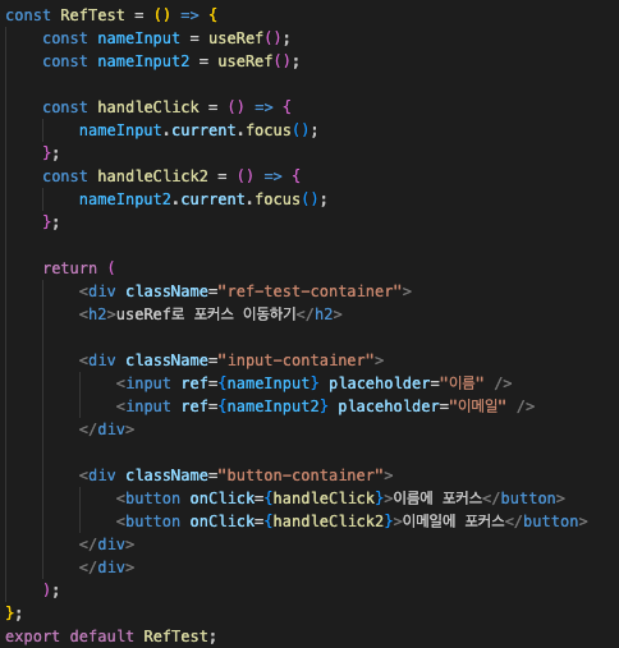 const RefTest = () => {
    const nameInput = useRef();
    const nameInput2 = useRef();

    const handleClick = () => {
        nameInput.current.focus();
    };
    const handleClick2 = () => {
        nameInput2.current.focus();
    };

    return (
        <div className="ref-test-container">
        <h2>useRef로 포커스 이동하기</h2>

        <div className="input-container">
            <input ref={nameInput} placeholder="이름" />
            <input ref={nameInput2} placeholder="이메일" />
        </div>

        <div className="button-container">
            <button onClick={handleClick}>이름에 포커스</button>
            <button onClick={handleClick2}>이메일에 포커스</button>
        </div>
        </div>
    );
};
export default RefTest;